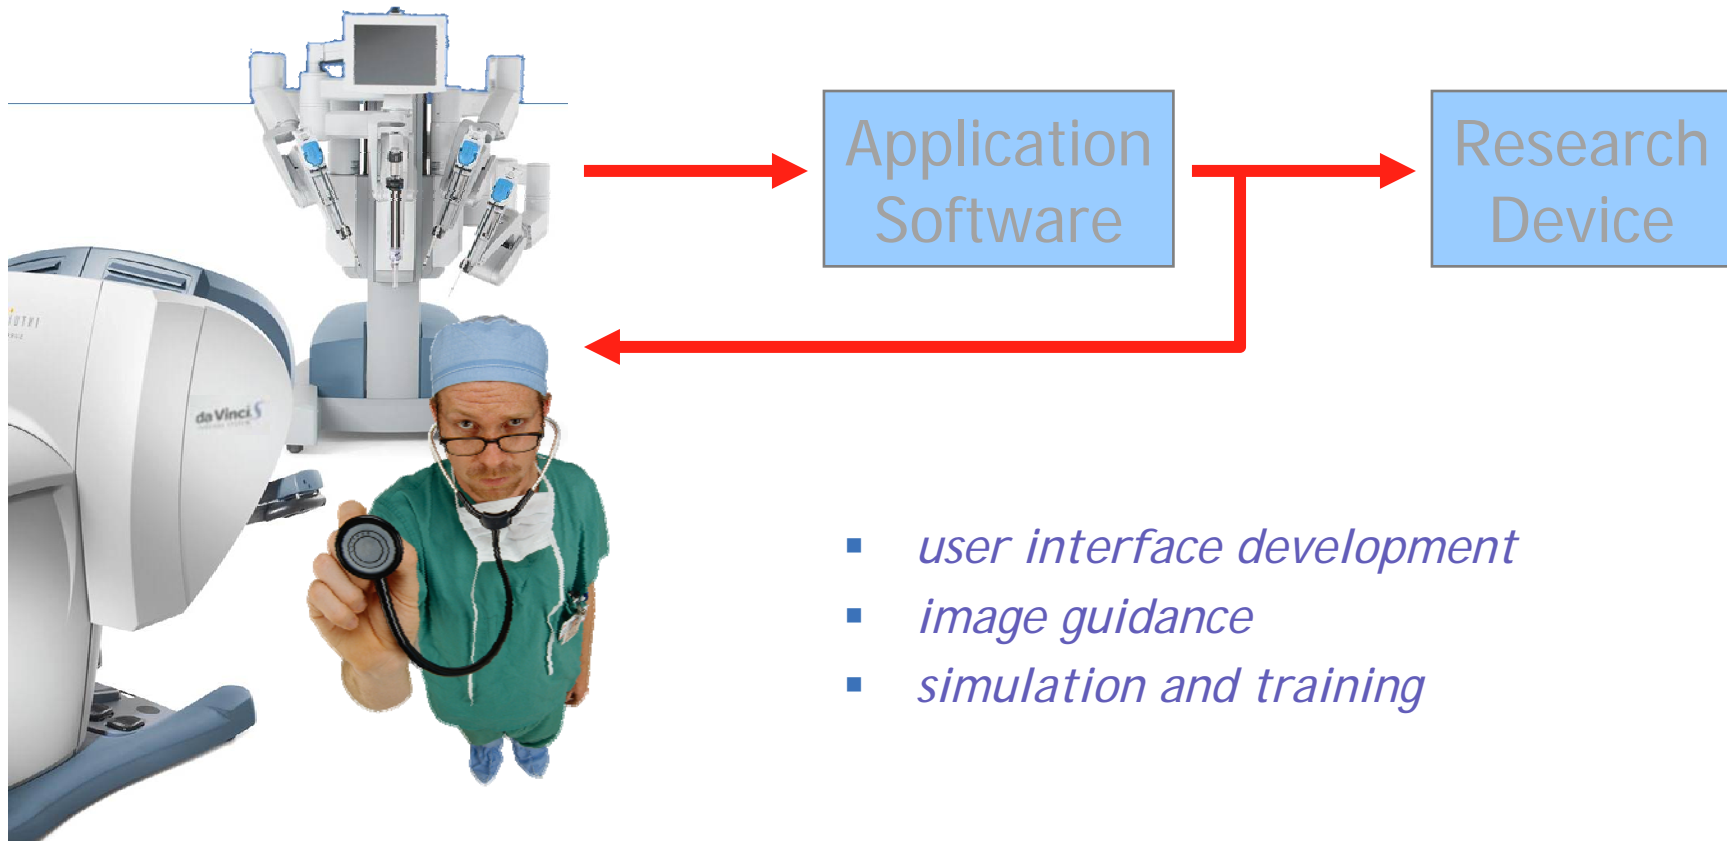 Application
Software
Research
Device
da Vinci S
user interface development
image guidance
simulation and training